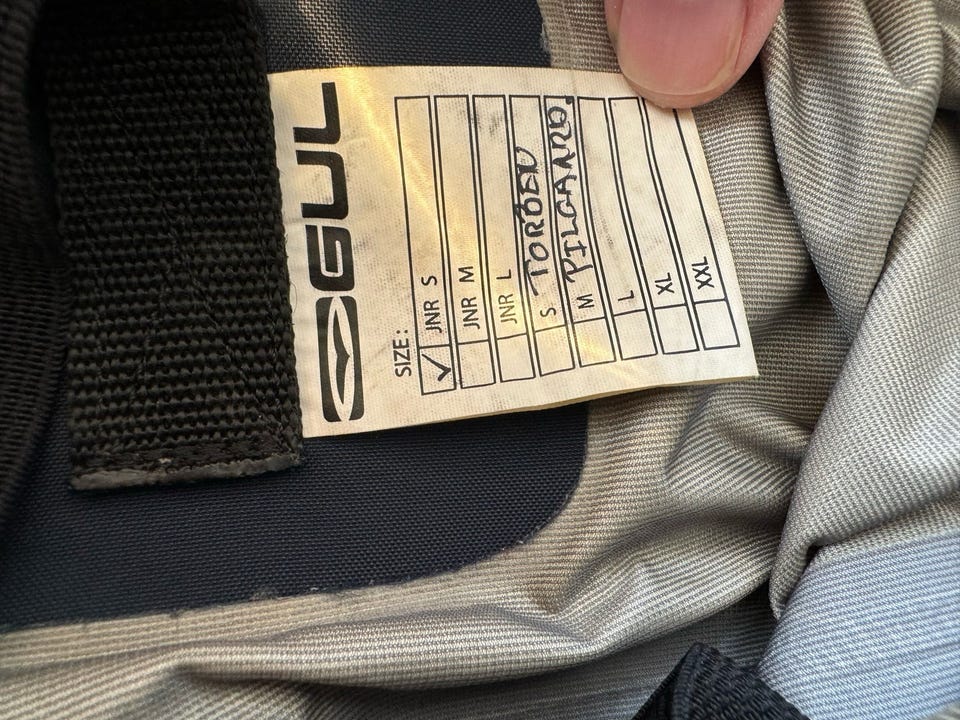 GUL
SIZE:
✓ JNR S
JNR M
JNR L
S
M
L
XL
XXL
TORBEN
PILGAARD.